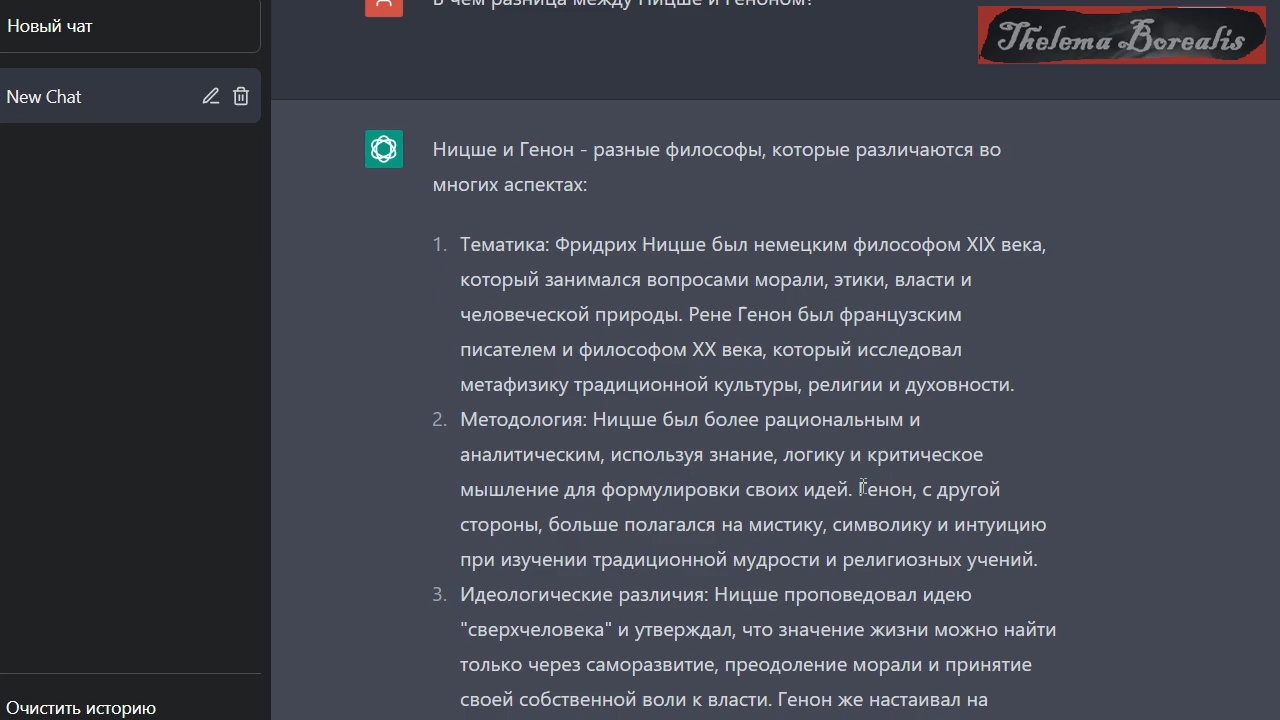 В чем разница между Ницше и Геноном?
Новый чат
Thelema Borealis
New Chat
Ницше и Генон - разные философы, которые различаются во
многих аспектах:
1. Тематика: Фридрих Ницше был немецким философом XIX века,
который занимался вопросами морали, этики, власти и
человеческой природы. Рене Генон был французским
писателем и философом XX века, который исследовал
метафизику традиционной культуры, религии и духовности.
2. Методология: Ницше был более рациональным и
аналитическим, используя знание, логику и критическое
мышление для формулировки своих идей. Генон, с другой
стороны, больше полагался на мистику, символику и интуицию
при изучении традиционной мудрости и религиозных учений.
3. Идеологические различия: Ницше проповедовал идею
"сверхчеловека" и утверждал, что значение жизни можно найти
только через саморазвитие, преодоление морали и принятие
своей собственной воли к власти. Генон же настаивал на
Очистить историю